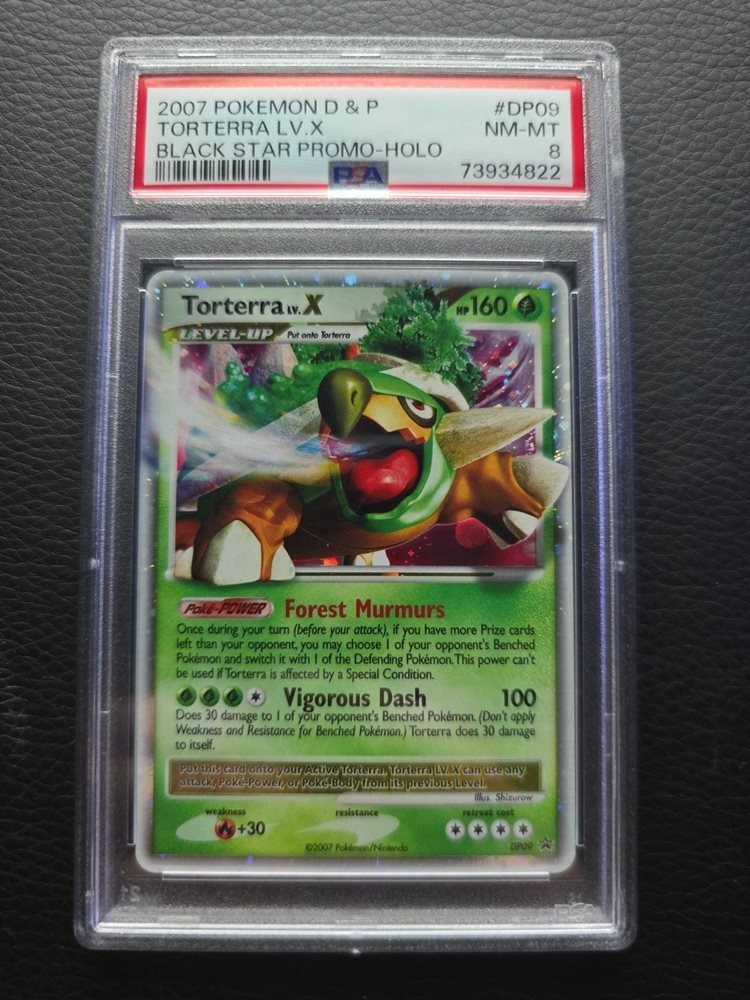 2007 POKEMON D & P #DP09
TORTERRA LV.X NM-MT
BLACK STAR PROMO-HOLO 8
PSA 73934822
Torterra LV. X HP 160
LEVEL-UP Put onto Torterra
Poké-POWER Forest Murmurs
Once during your turn (before your attack), if you have more Prize cards
left than your opponent, you may choose 1 of your opponent's Benched
Pokémon and switch it with 1 of the Defending Pokémon. This power can't
be used if Torterra is affected by a Special Condition.
Vigorous Dash 100
Does 30 damage to 1 of your opponent's Benched Pokémon. (Don't apply
Weakness and Resistance for Benched Pokémon.) Torterra does 30 damage
to itself.
Put this card onto your Active Torterra. Torterra LV.X can use any
attack, Poké-Power, or Poké-Body from its previous Level.
Illus. Shizurow
weakness resistance retreat cost
+30
©2007 Pokémon/Nintendo DP09